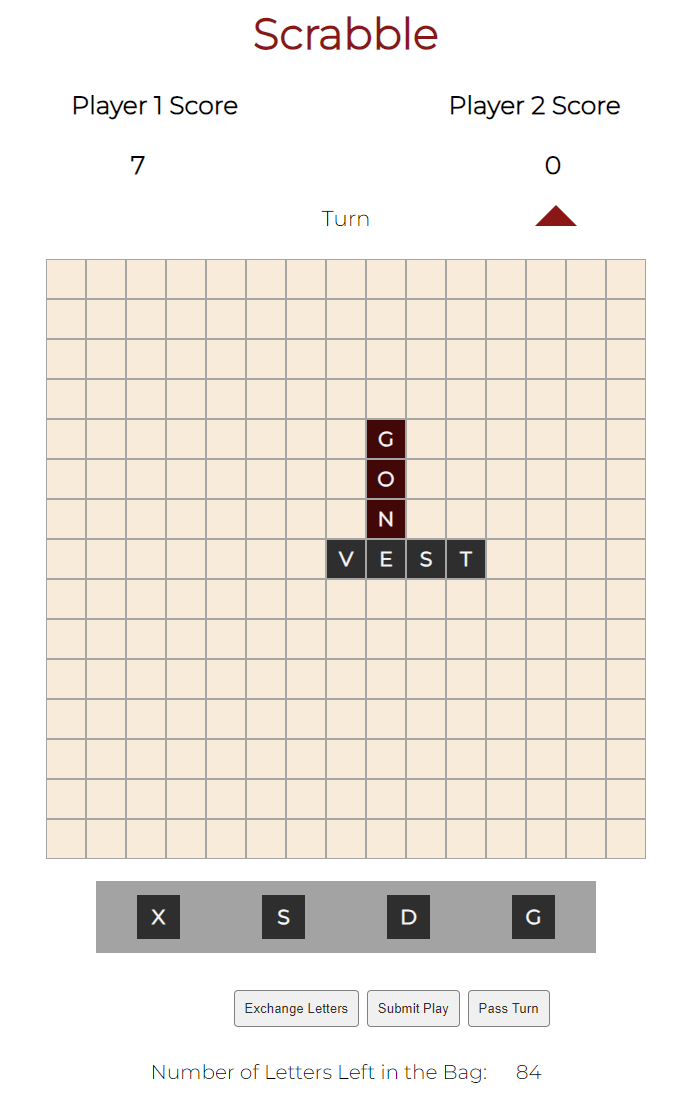 Scrabble
Player 1 Score Player 2 Score
7 0
Turn
G
O
N
V E S T
X S D G
Exchange Letters Submit Play Pass Turn
Number of Letters Left in the Bag: 84